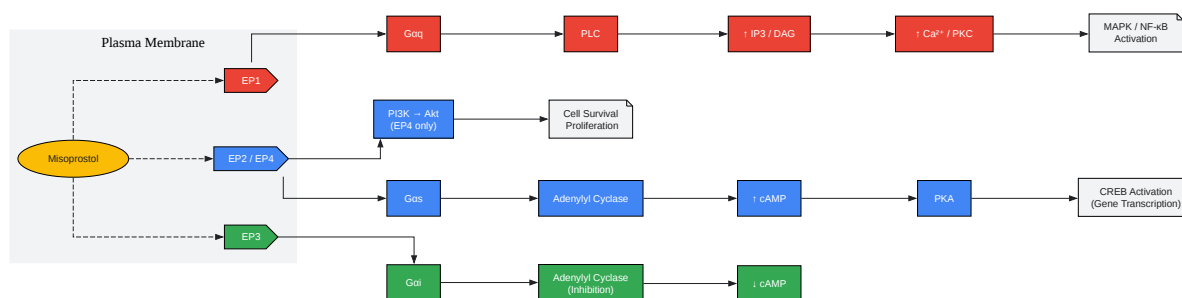 Plasma Membrane
Misoprostol
EP1
Gαq
PLC
↑ IP3 / DAG
↑ Ca²⁺ / PKC
MAPK / NF-κB
Activation
EP2 / EP4
PI3K → Akt
(EP4 only)
Cell Survival
Proliferation
Gαs
Adenylyl Cyclase
↑ cAMP
PKA
CREB Activation
(Gene Transcription)
EP3
Gαi
Adenylyl Cyclase
(Inhibition)
↓ cAMP